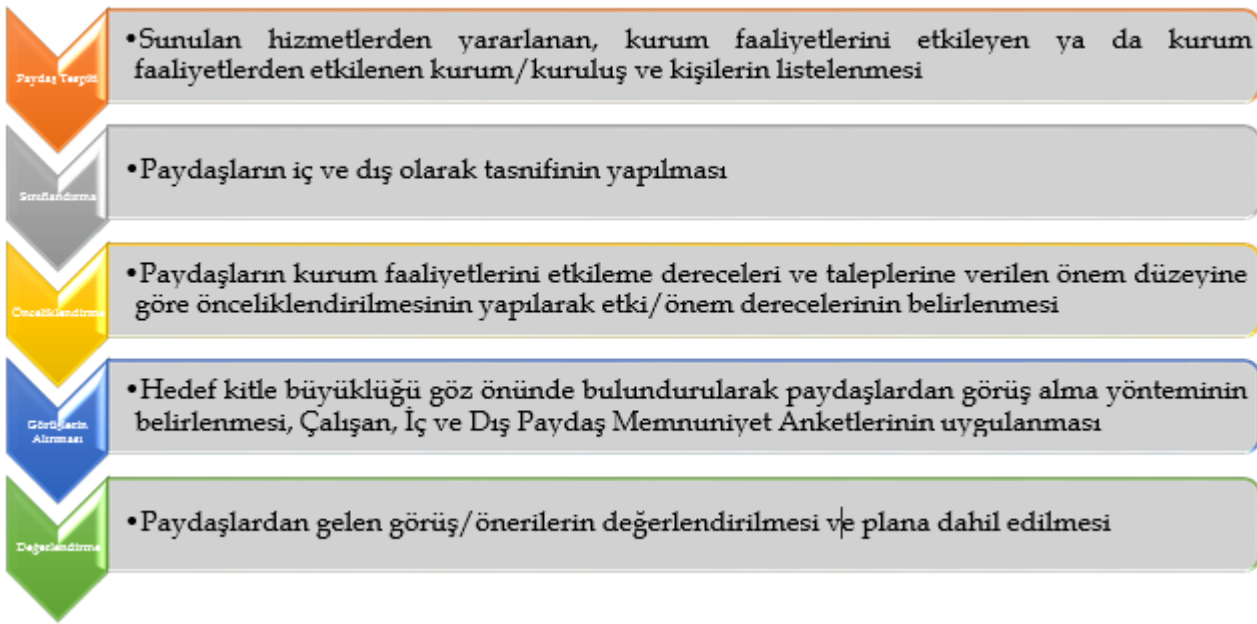 Paydaş Tespiti
•Sunulan hizmetlerden yararlanan, kurum faaliyetlerini etkileyen ya da kurum
faaliyetlerden etkilenen kurum/kuruluş ve kişilerin listelenmesi
Sınıflandırma
•Paydaşların iç ve dış olarak tasnifinin yapılması
Önceliklendirme
•Paydaşların kurum faaliyetlerini etkileme dereceleri ve taleplerine verilen önem düzeyine
göre önceliklendirilmesinin yapılarak etki/önem derecelerinin belirlenmesi
Görüşlerin
Alınması
•Hedef kitle büyüklüğü göz önünde bulundurularak paydaşlardan görüş alma yönteminin
belirlenmesi, Çalışan, İç ve Dış Paydaş Memnuniyet Anketlerinin uygulanması
Değerlendirme
•Paydaşlardan gelen görüş/önerilerin değerlendirilmesi ve plana dahil edilmesi